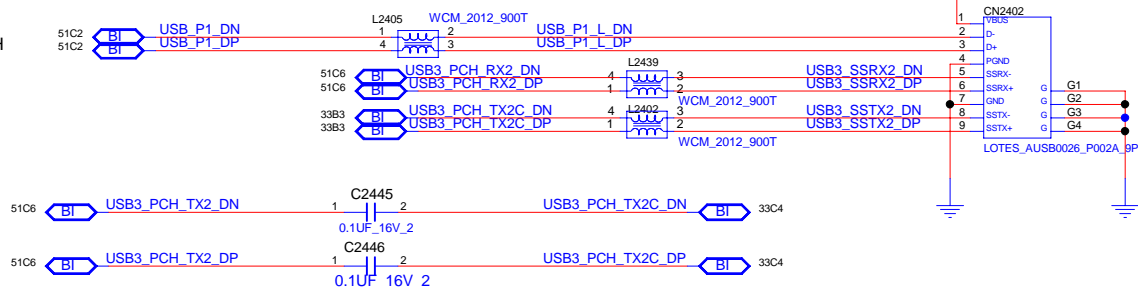 CN2402
L2405 WCM_2012_900T
51C2 BI USB_P1_DN 1 2 USB_P1_L_DN 1 VBUS
2 D-
51C2 BI USB_P1_DP 4 3 USB_P1_L_DP 3 D+
L2439 4 PGND
51C6 BI USB3_PCH_RX2_DN 4 3 USB3_SSRX2_DN 5 SSRX-
51C6 BI USB3_PCH_RX2_DP 1 2 USB3_SSRX2_DP 6 SSRX+ G G1
WCM_2012_900T 7 GND G G2
L2402
33B3 BI USB3_PCH_TX2C_DN 4 3 USB3_SSTX2_DN 8 SSTX- G G3
33B3 BI USB3_PCH_TX2C_DP 1 2 USB3_SSTX2_DP 9 SSTX+ G G4
WCM_2012_900T LOTES_AUSB0026_P002A_9P
C2445
51C6 BI USB3_PCH_TX2_DN 1 2 USB3_PCH_TX2C_DN BI 33C4
0.1UF_16V_2
C2446
51C6 BI USB3_PCH_TX2_DP 1 2 USB3_PCH_TX2C_DP BI 33C4
0.1UF_16V_2